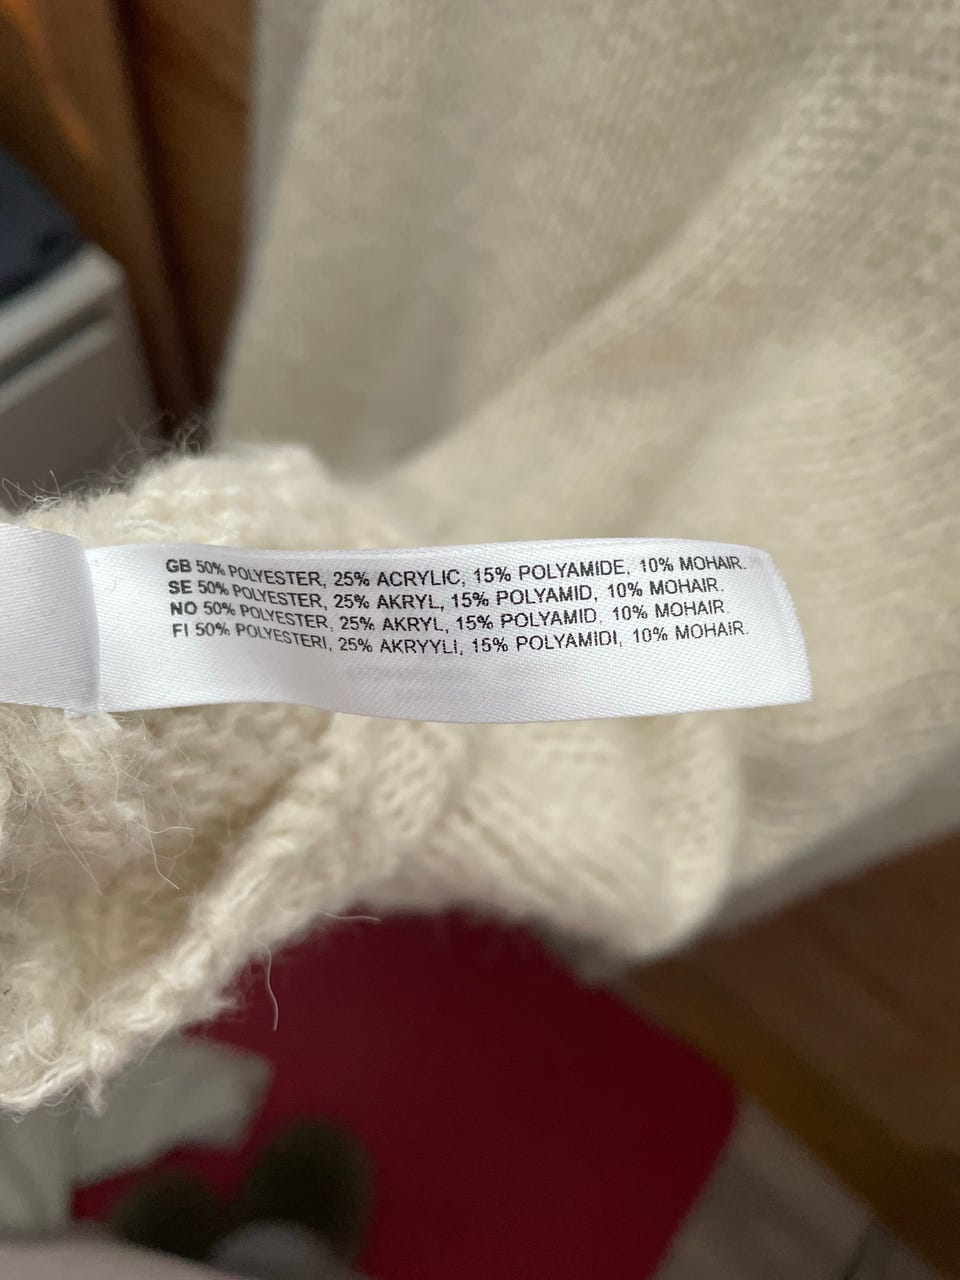 GB 50% POLYESTER, 25% ACRYLIC, 15% POLYAMIDE, 10% MOHAIR.
SE 50% POLYESTER, 25% AKRYL, 15% POLYAMID, 10% MOHAIR.
NO 50% POLYESTER, 25% AKRYL, 15% POLYAMID, 10% MOHAIR.
FI 50% POLYESTERI, 25% AKRYYLI, 15% POLYAMIDI, 10% MOHAIR.